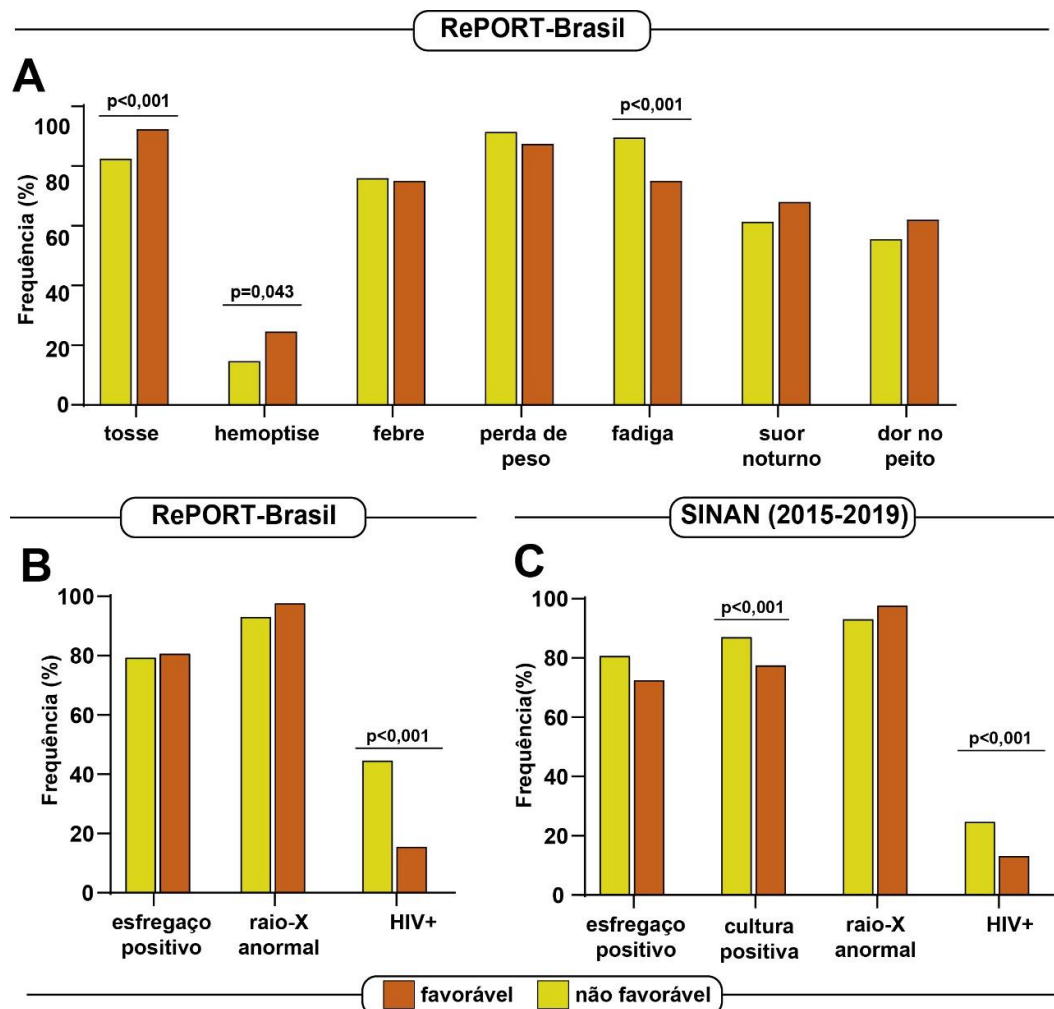 RePORT-Brasil
A
p<0,001
p<0,001
p=0,043
Frequência (%)
100
80
60
40
20
0
tosse
hemoptise
febre
perda de
peso
fadiga
suor
noturno
dor no
peito
RePORT-Brasil
B
p<0,001
Frequência (%)
100
80
60
40
20
0
esfregaço
positivo
raio-X
anormal
HIV+
SINAN (2015-2019)
C
p<0,001
p<0,001
Frequência(%)
100
80
60
40
20
0
esfregaço
positivo
cultura
positiva
raio-X
anormal
HIV+
favorável
não favorável